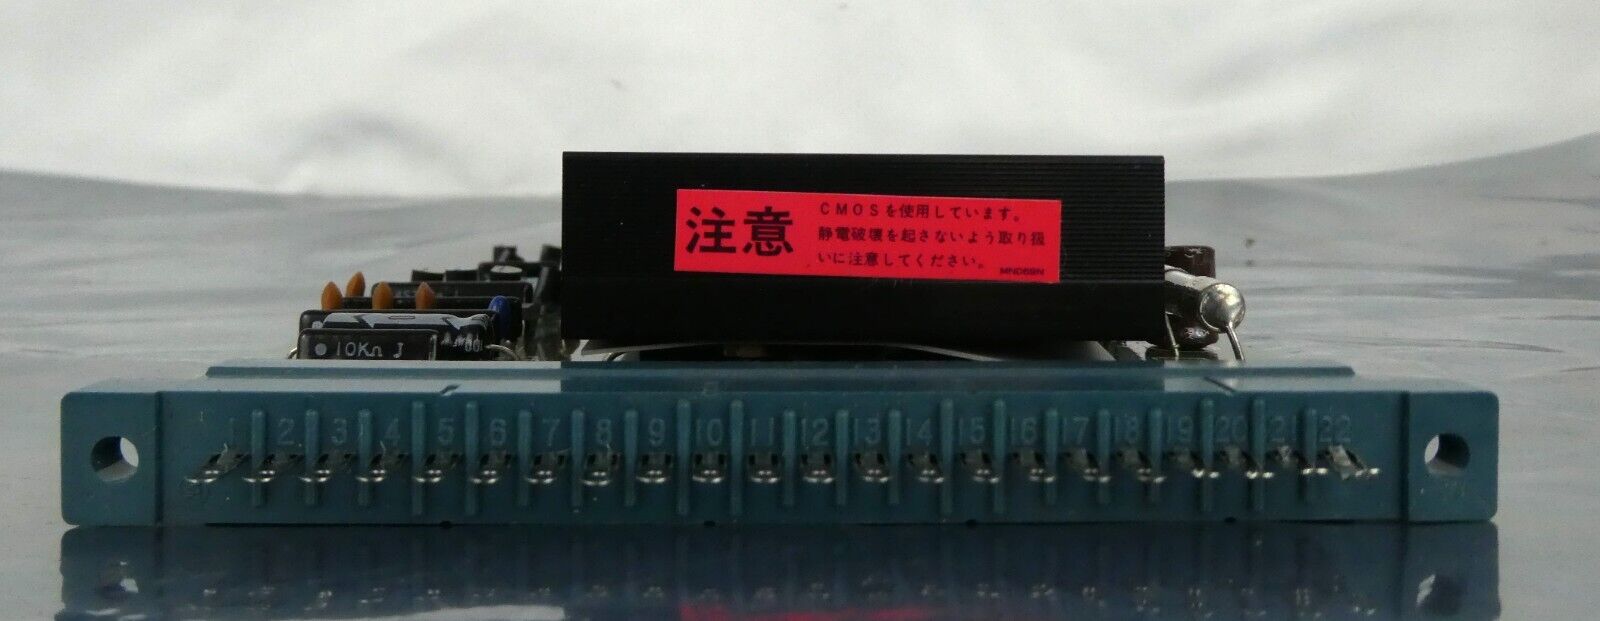 注意
CMOSを使用しています。
静電破壊を起さないよう取り扱
いに注意してください。
10KΩ J
1 2 3 4 5 6 7 8 9 10 11 12 13 14 15 16 17 18 19 20 21 22